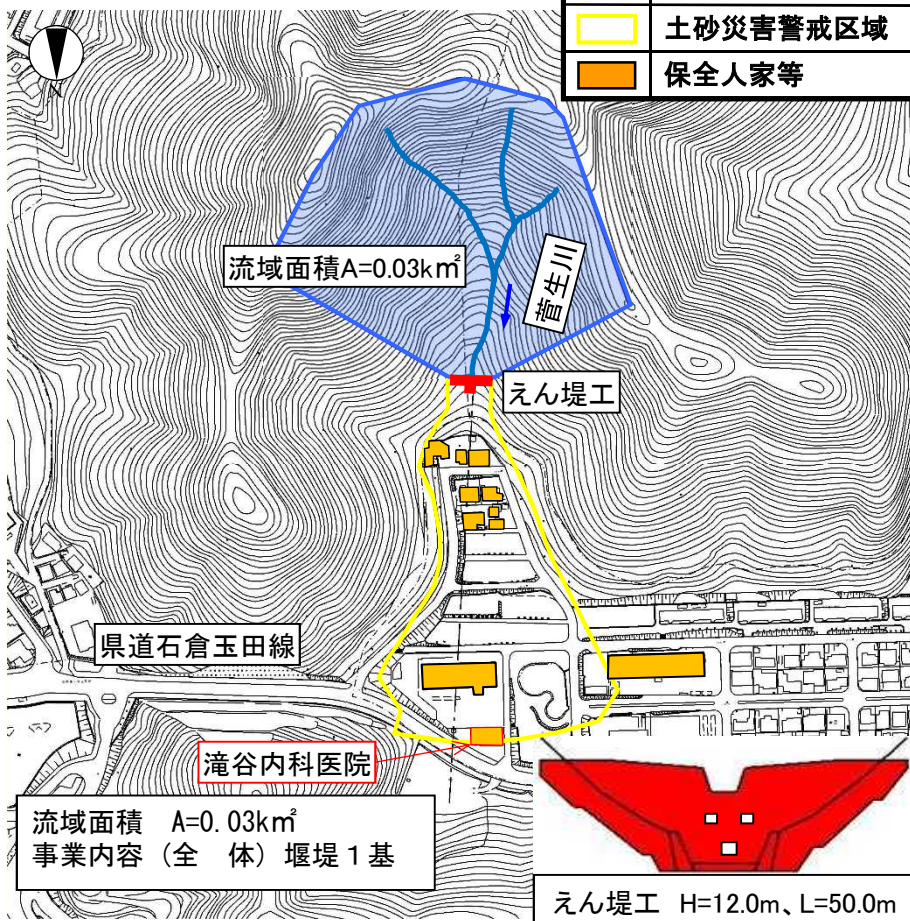 土砂災害警戒区域
保全人家等
N
流域面積A=0.03k㎡
菅生川
えん堤工
県道石倉玉田線
滝谷内科医院
流域面積　A=0.03k㎡
事業内容（全　体）堰堤１基
えん堤工　H=12.0m、L=50.0m